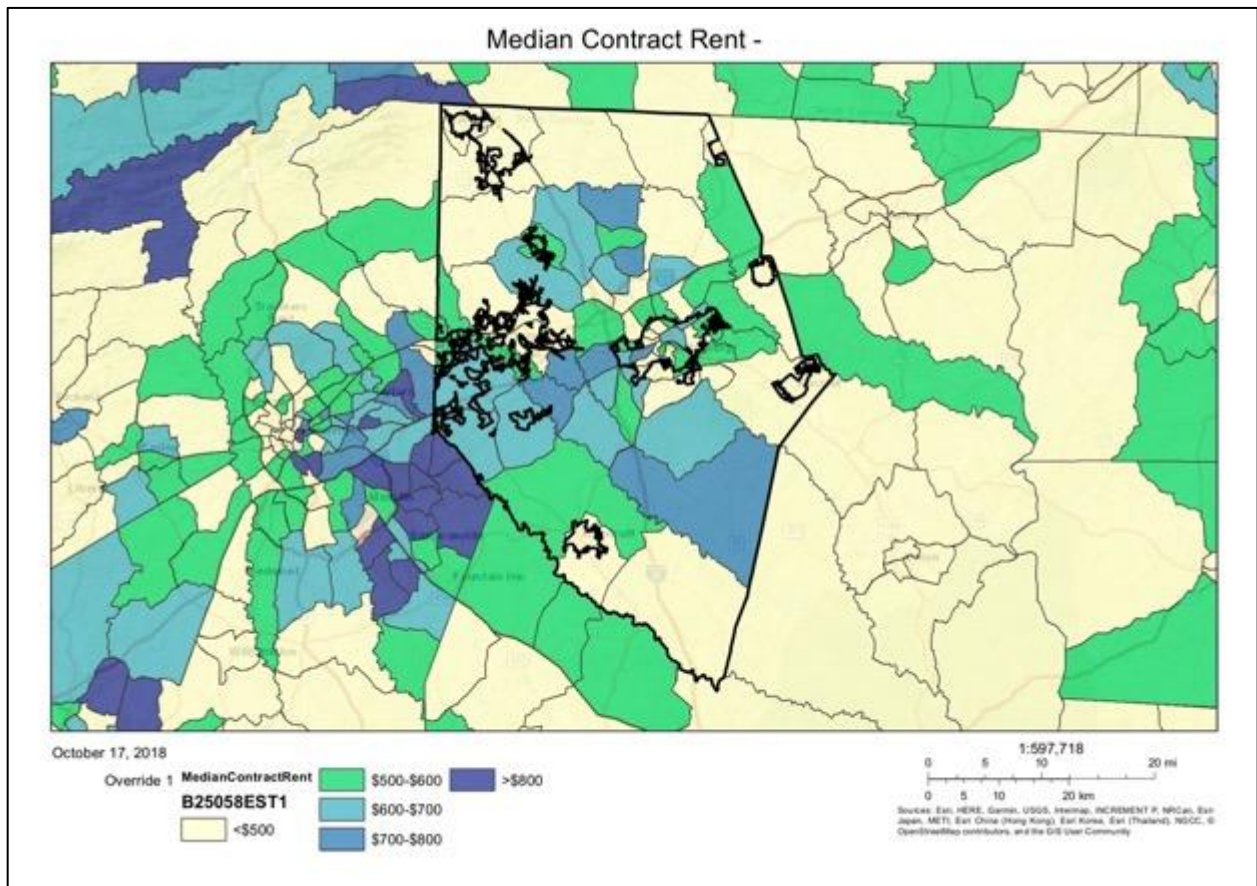 Median Contract Rent -
Travelers
Fountain Inn
October 17, 2018
1:597,718
Override 1
MedianContractRent
B25058EST1
<$500
$500-$600
$600-$700
$700-$800
>$800
0 5 10 20 mi
0 5 10 20 km
Sources: Esri, HERE, Garmin, USGS, Intermap, INCREMENT P, NRCan, Esri
Japan, METI, Esri China (Hong Kong), Esri Korea, Esri (Thailand), NGCC, ©
OpenStreetMap contributors, and the GIS User Community